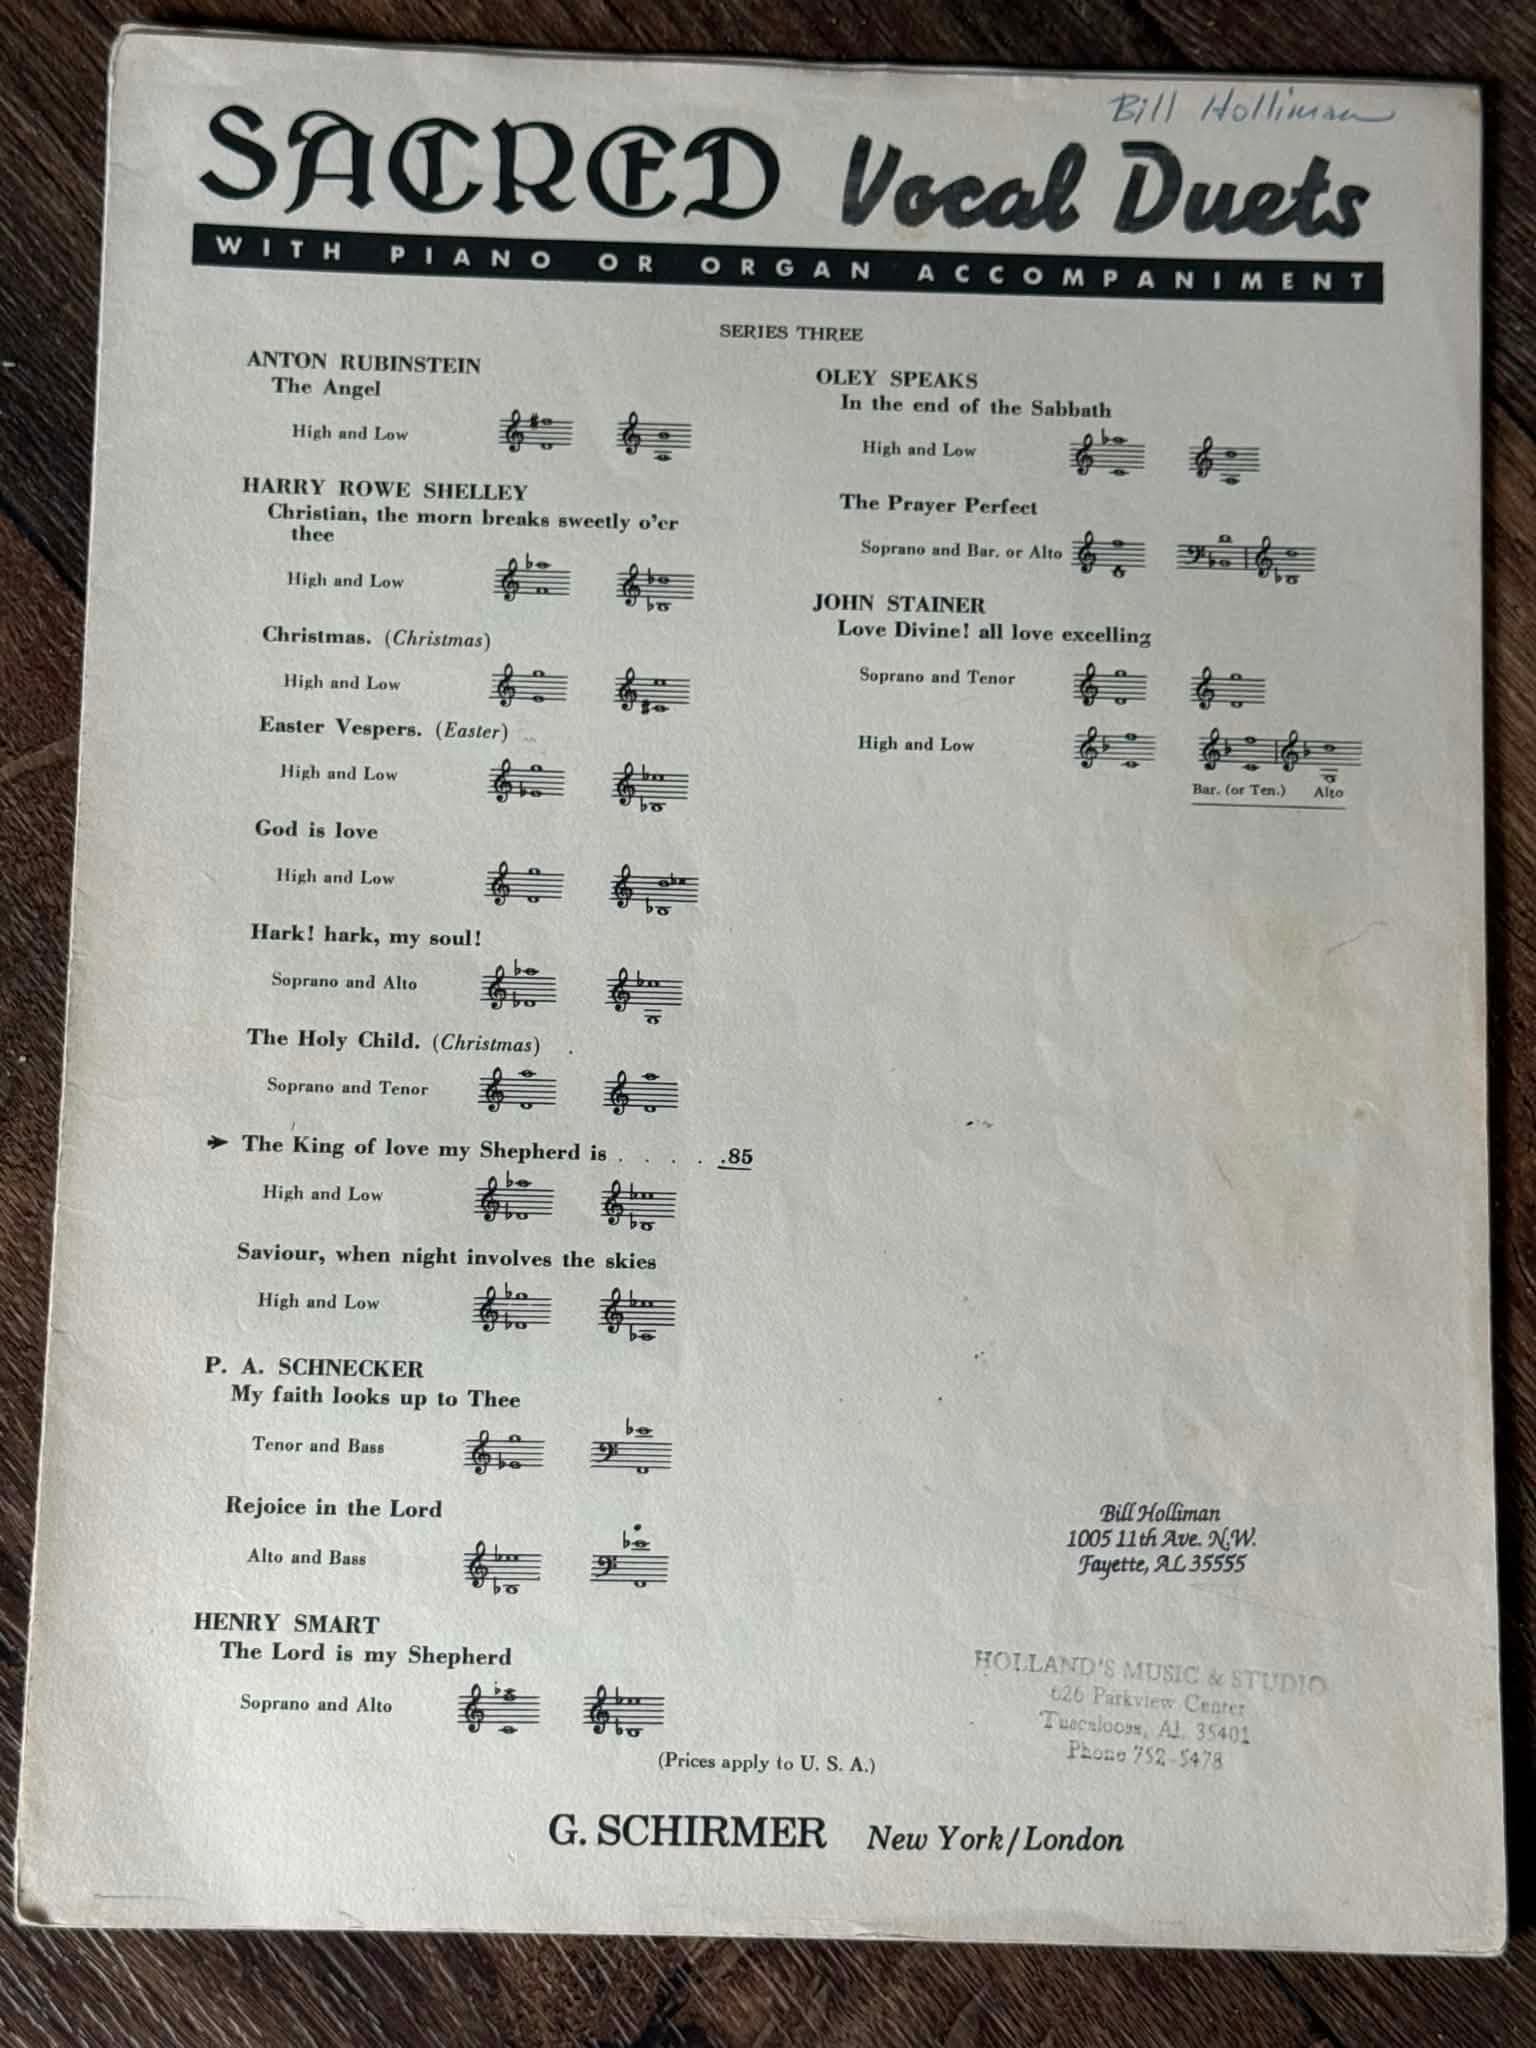 Bill Holliman
SACRED Vocal Duets
WITH PIANO OR ORGAN ACCOMPANIMENT
SERIES THREE
ANTON RUBINSTEIN
The Angel
High and Low
HARRY ROWE SHELLEY
Christian, the morn breaks sweetly o'er
thee
High and Low
Christmas. (Christmas)
High and Low
Easter Vespers. (Easter)
High and Low
God is love
High and Low
Hark! hark, my soul!
Soprano and Alto
The Holy Child. (Christmas)
Soprano and Tenor
The King of love my Shepherd is . . . . .85
High and Low
Saviour, when night involves the skies
High and Low
P. A. SCHNECKER
My faith looks up to Thee
Tenor and Bass
Rejoice in the Lord
Alto and Bass
HENRY SMART
The Lord is my Shepherd
Soprano and Alto
OLEY SPEAKS
In the end of the Sabbath
High and Low
The Prayer Perfect
Soprano and Bar. or Alto
JOHN STAINER
Love Divine! all love excelling
Soprano and Tenor
High and Low
Bar. (or Ten.) Alto
Bill Holliman
1005 11th Ave. N.W.
Fayette, AL 35555
HOLLAND'S MUSIC & STUDIO
626 Parkview Center
Tuscaloosa, AL 35401
Phone 752-5478
(Prices apply to U. S. A.)
G. SCHIRMER New York/London